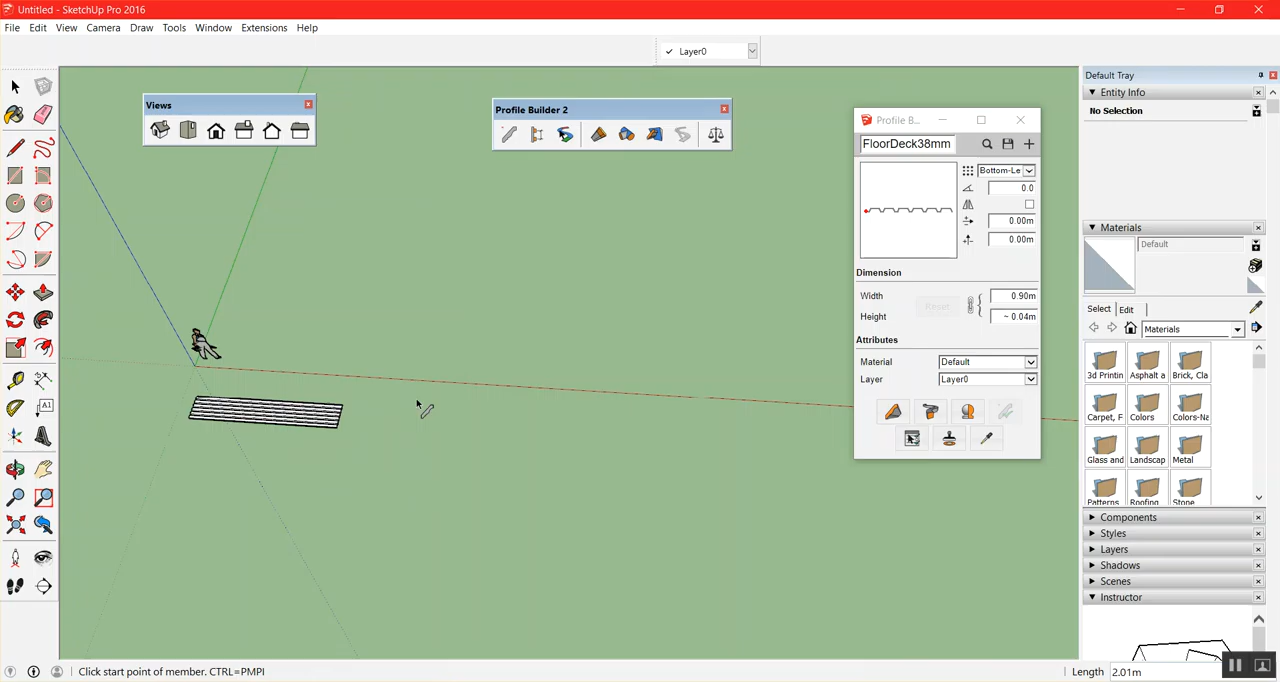 Untitled - SketchUp Pro 2016
File Edit View Camera Draw Tools Window Extensions Help
Layer0
Default Tray
Entity Info
No Selection
Views
Profile Builder 2
Profile B...
FloorDeck38mm
Bottom-Le
0.0
0.00m
0.00m
Dimension
Width 0.90m
Reset
Height ~ 0.04m
Attributes
Material Default
Layer Layer0
Materials
Default
Select Edit
Materials
3d Printin Asphalt a Brick, Cla
Carpet, F Colors Colors-Na
Glass and Landscap Metal
Patterns Roofing Stone
Components
Styles
Layers
Shadows
Scenes
Instructor
A1
Click start point of member. CTRL=PMPI
Length 2.01m